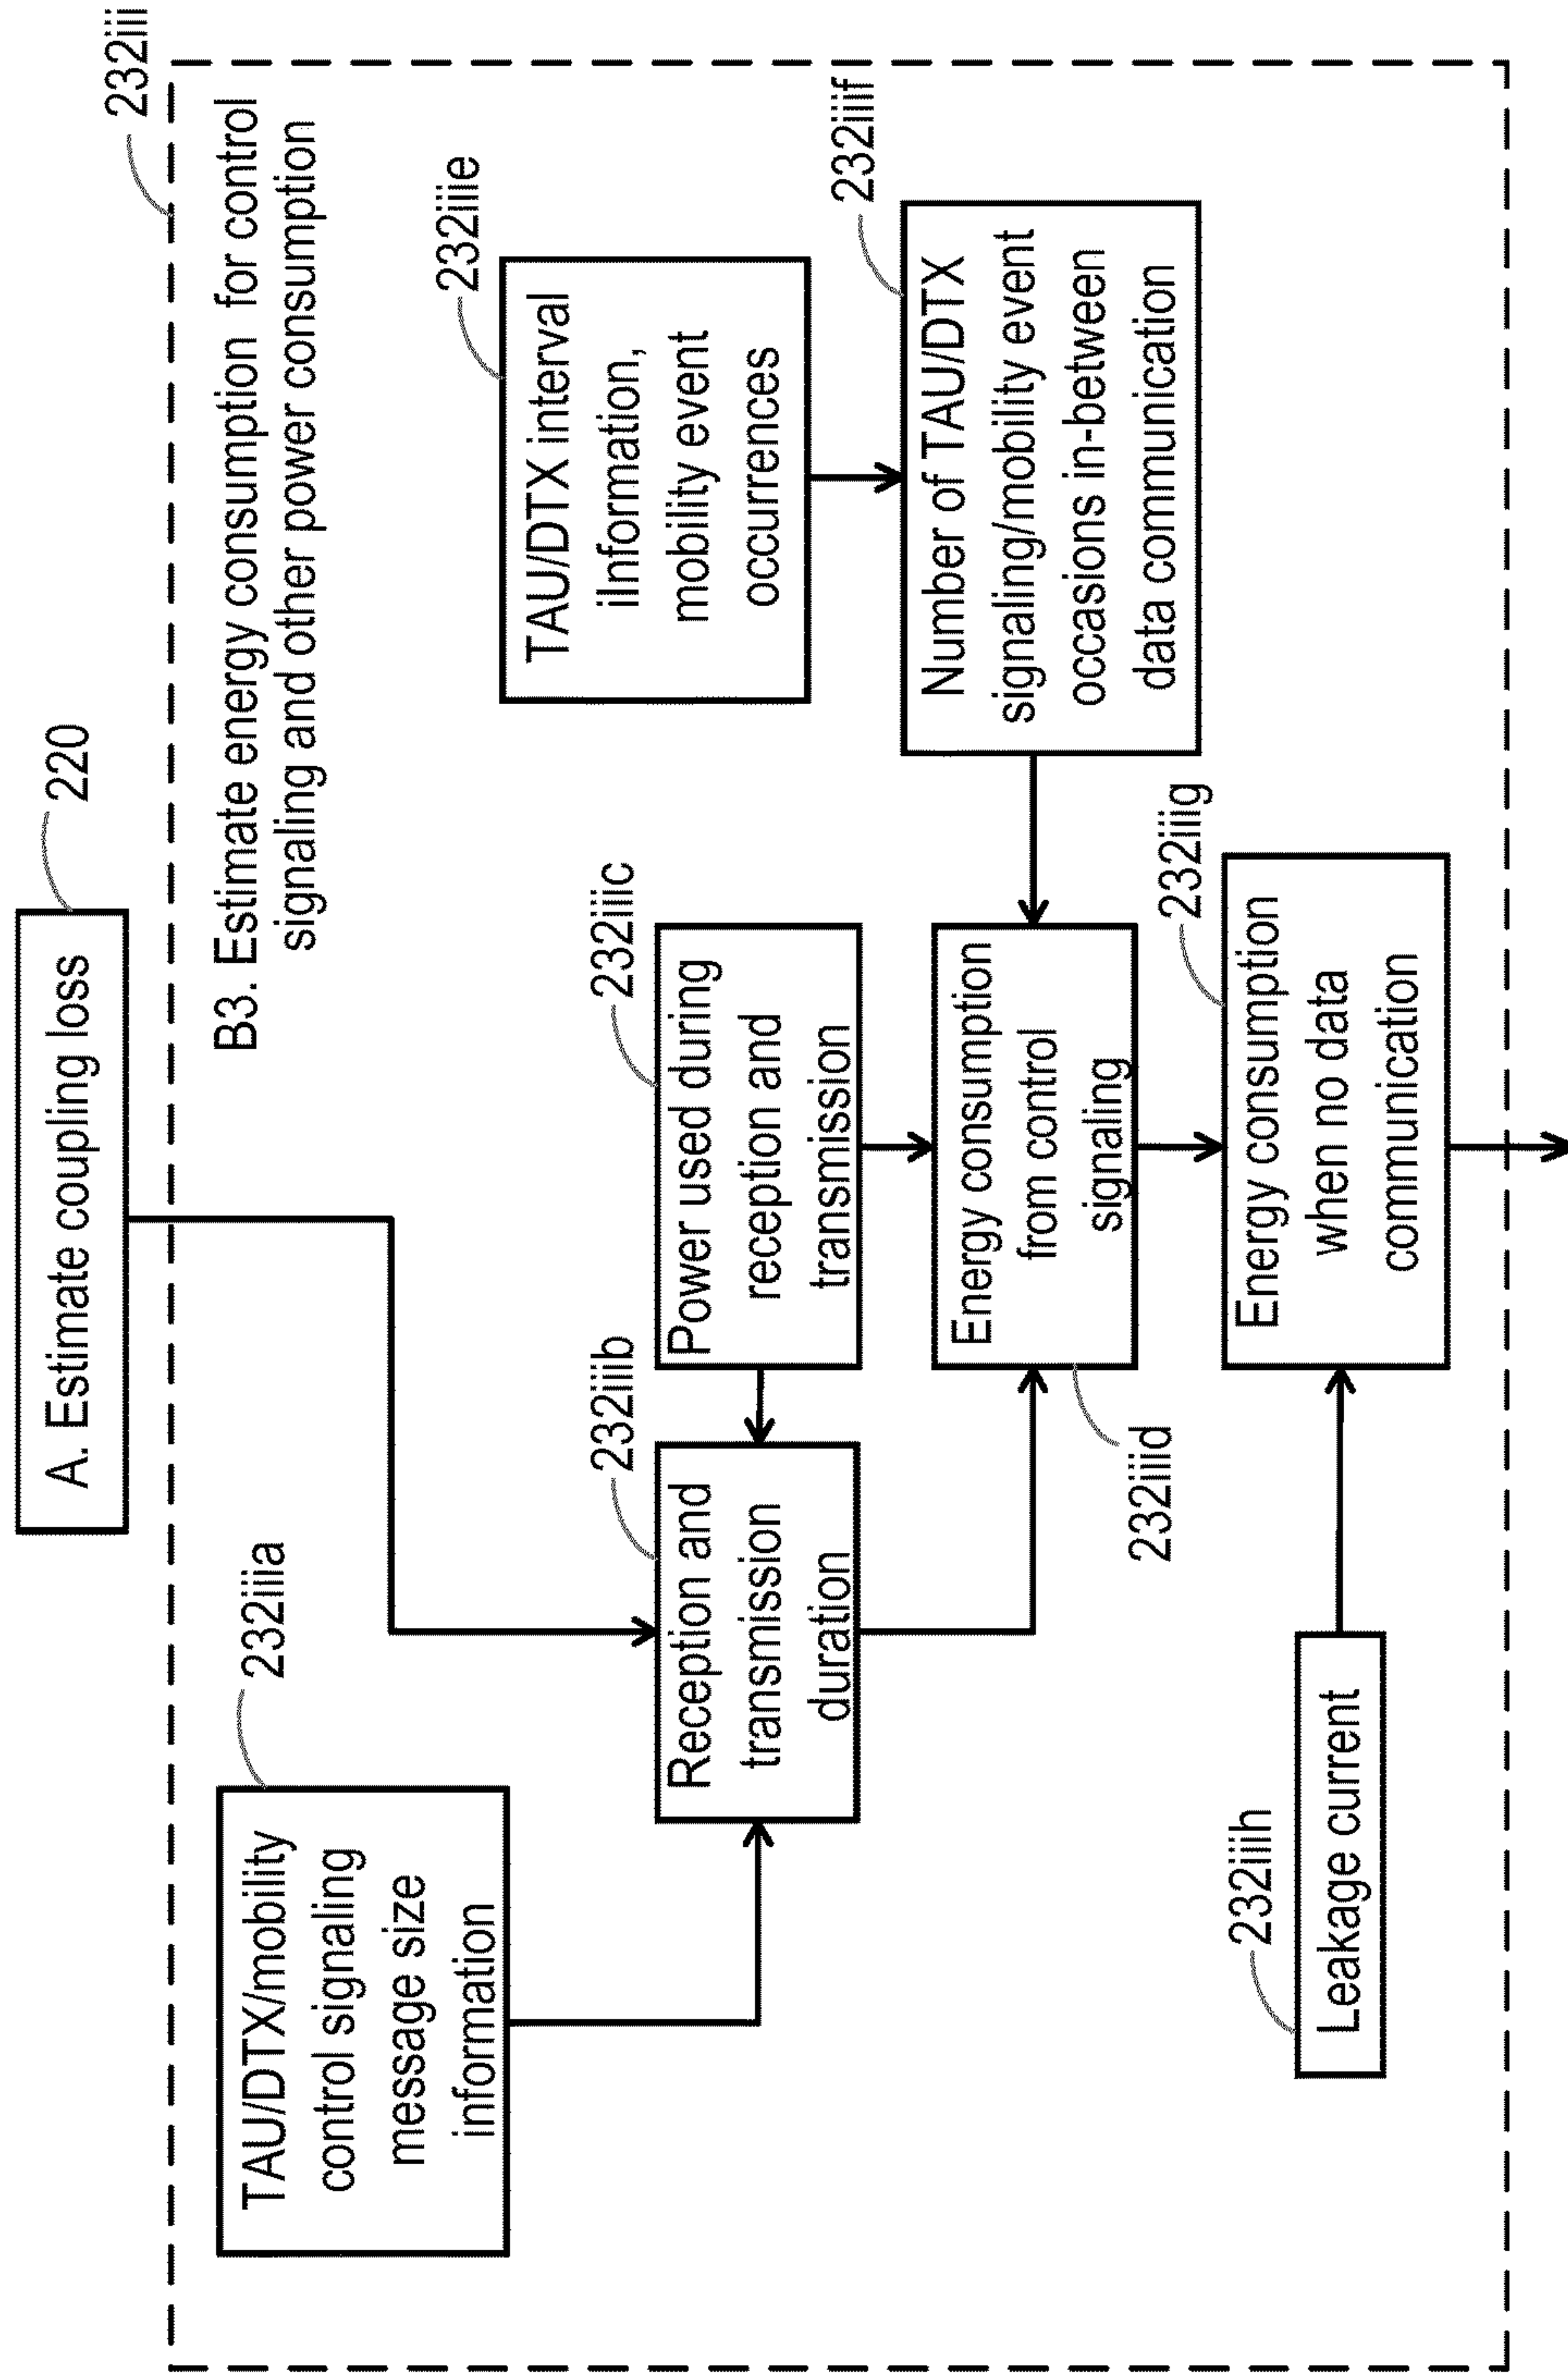 A. Estimate coupling loss
220
232iii
B3. Estimate energy consumption for control
signaling and other power consumption
232iiia
TAU/DTX/mobility
control signaling
message size
information
232iiib
Reception and
transmission
duration
232iiic
Power used during
reception and
transmission
232iiie
TAU/DTX interval
iInformation,
mobility event
occurrences
232iiif
Number of TAU/DTX
signaling/mobility event
occasions in-between
data communication
232iiid
Energy consumption
from control
signaling
232iiig
Energy consumption
when no data
communication
232iiih
Leakage current